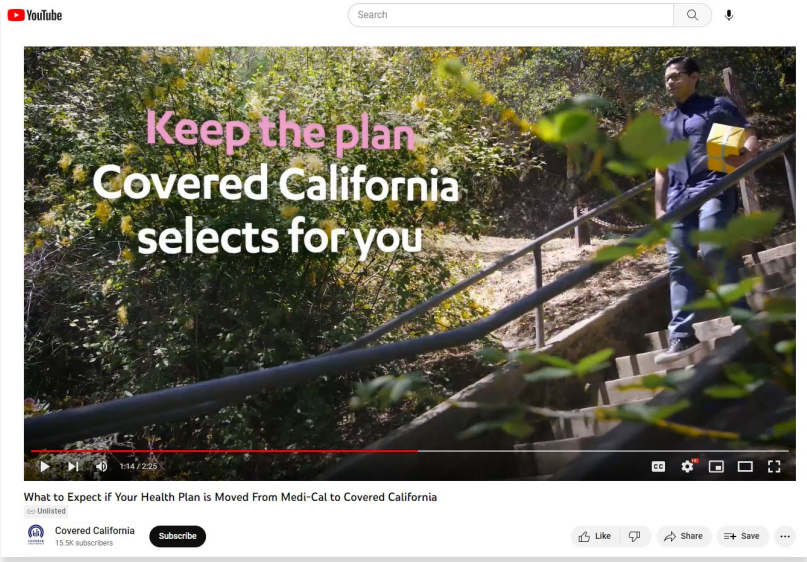 YouTube
Search
Keep the plan
Covered California
selects for you
1:14 / 2:25
CC
HD
What to Expect if Your Health Plan is Moved From Medi-Cal to Covered California
Unlisted
Covered California
15.5K subscribers
Subscribe
Like
Share
Save